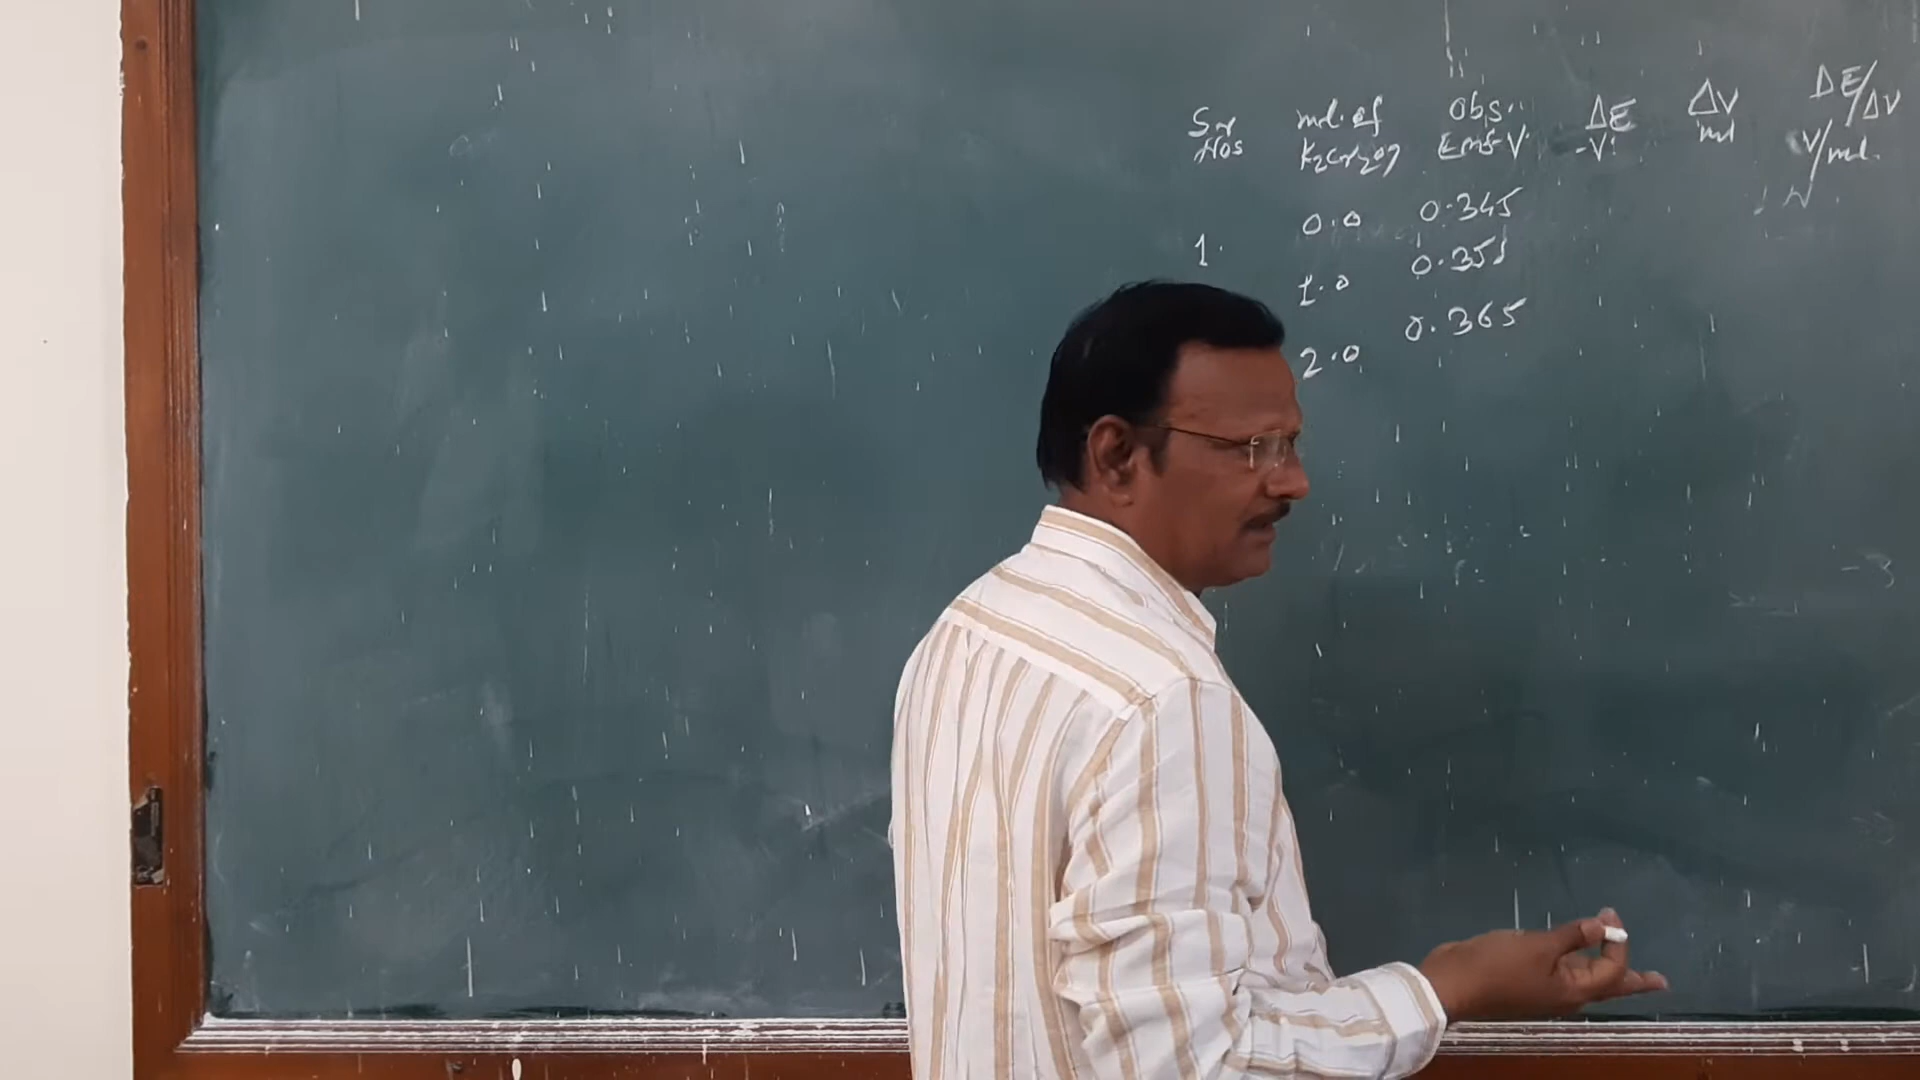 Sr ml. of Obs. ΔE ΔV ΔE/ΔV
Nos K2Cr2O7 Emf-V -V: ml V/ml.
0.0 0.345
1. 1.0 0.351
2.0 0.365